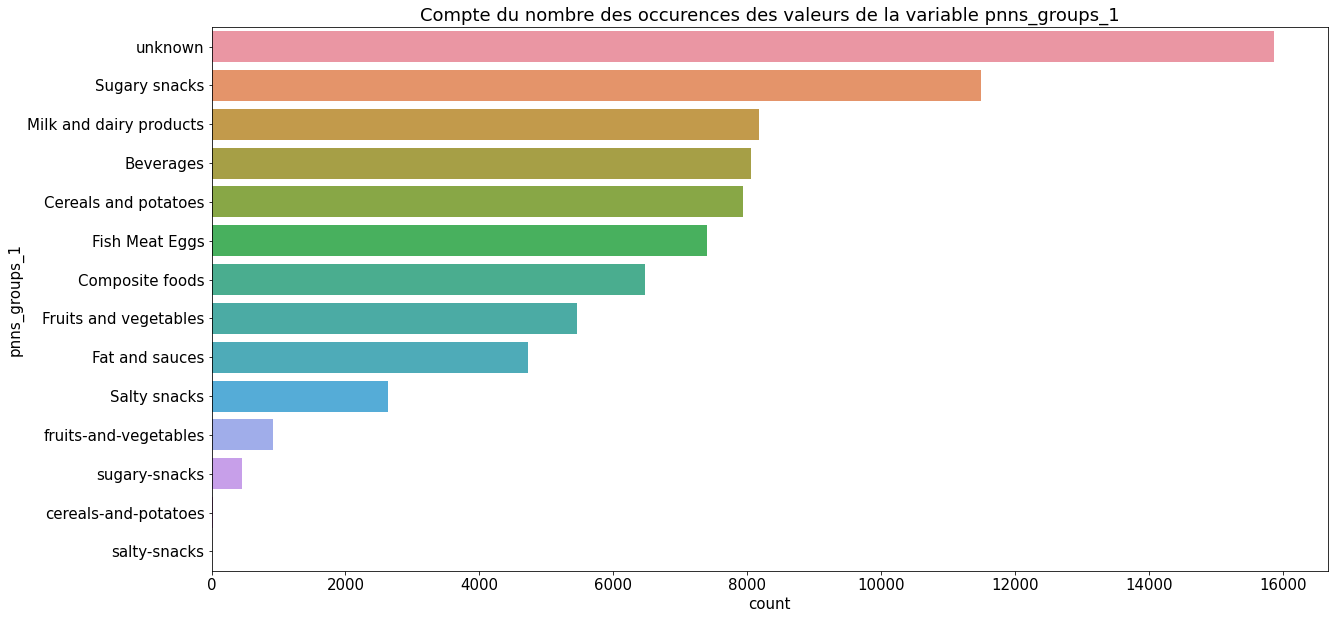 Compte du nombre des occurences des valeurs de la variable pnns_groups_1
pnns_groups_1
unknown
Sugary snacks
Milk and dairy products
Beverages
Cereals and potatoes
Fish Meat Eggs
Composite foods
Fruits and vegetables
Fat and sauces
Salty snacks
fruits-and-vegetables
sugary-snacks
cereals-and-potatoes
salty-snacks
0 2000 4000 6000 8000 10000 12000 14000 16000
count